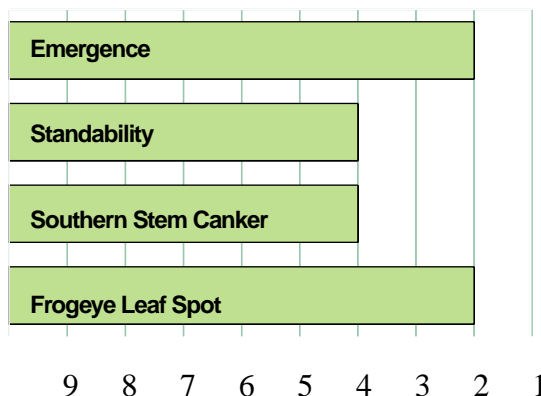 Emergence
Standability
Southern Stem Canker
Frogeye Leaf Spot
9 8 7 6 5 4 3 2 1